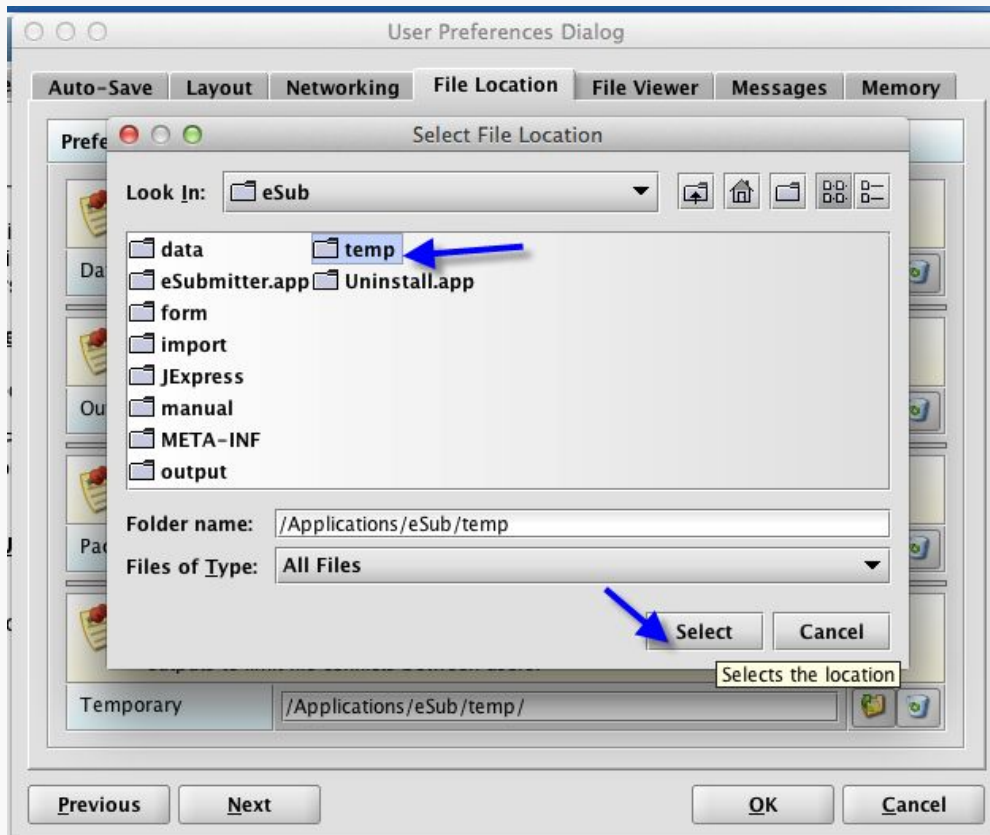 User Preferences Dialog
Auto-Save Layout Networking File Location File Viewer Messages Memory
Prefe
Select File Location
Look In: eSub
data temp
eSubmitter.app Uninstall.app
form
import
JExpress
manual
META-INF
output
Da
Ou
Pac
Folder name: /Applications/eSub/temp
Files of Type: All Files
Select Cancel
Selects the location
Temporary /Applications/eSub/temp/
Previous Next OK Cancel